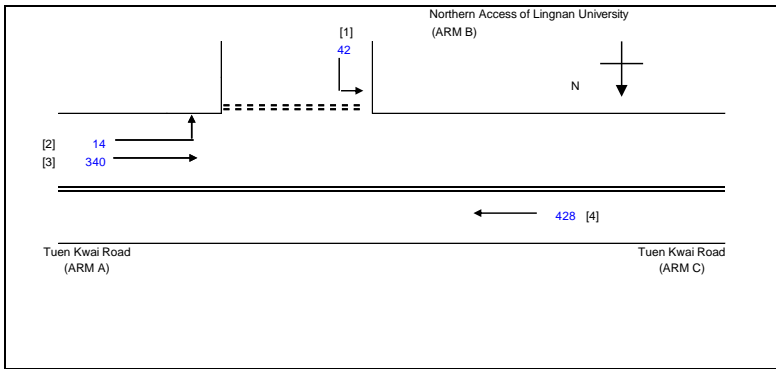 Northern Access of Lingnan University
[1] (ARM B)
42
N
[2] 14
[3] 340
428 [4]
Tuen Kwai Road Tuen Kwai Road
(ARM A) (ARM C)